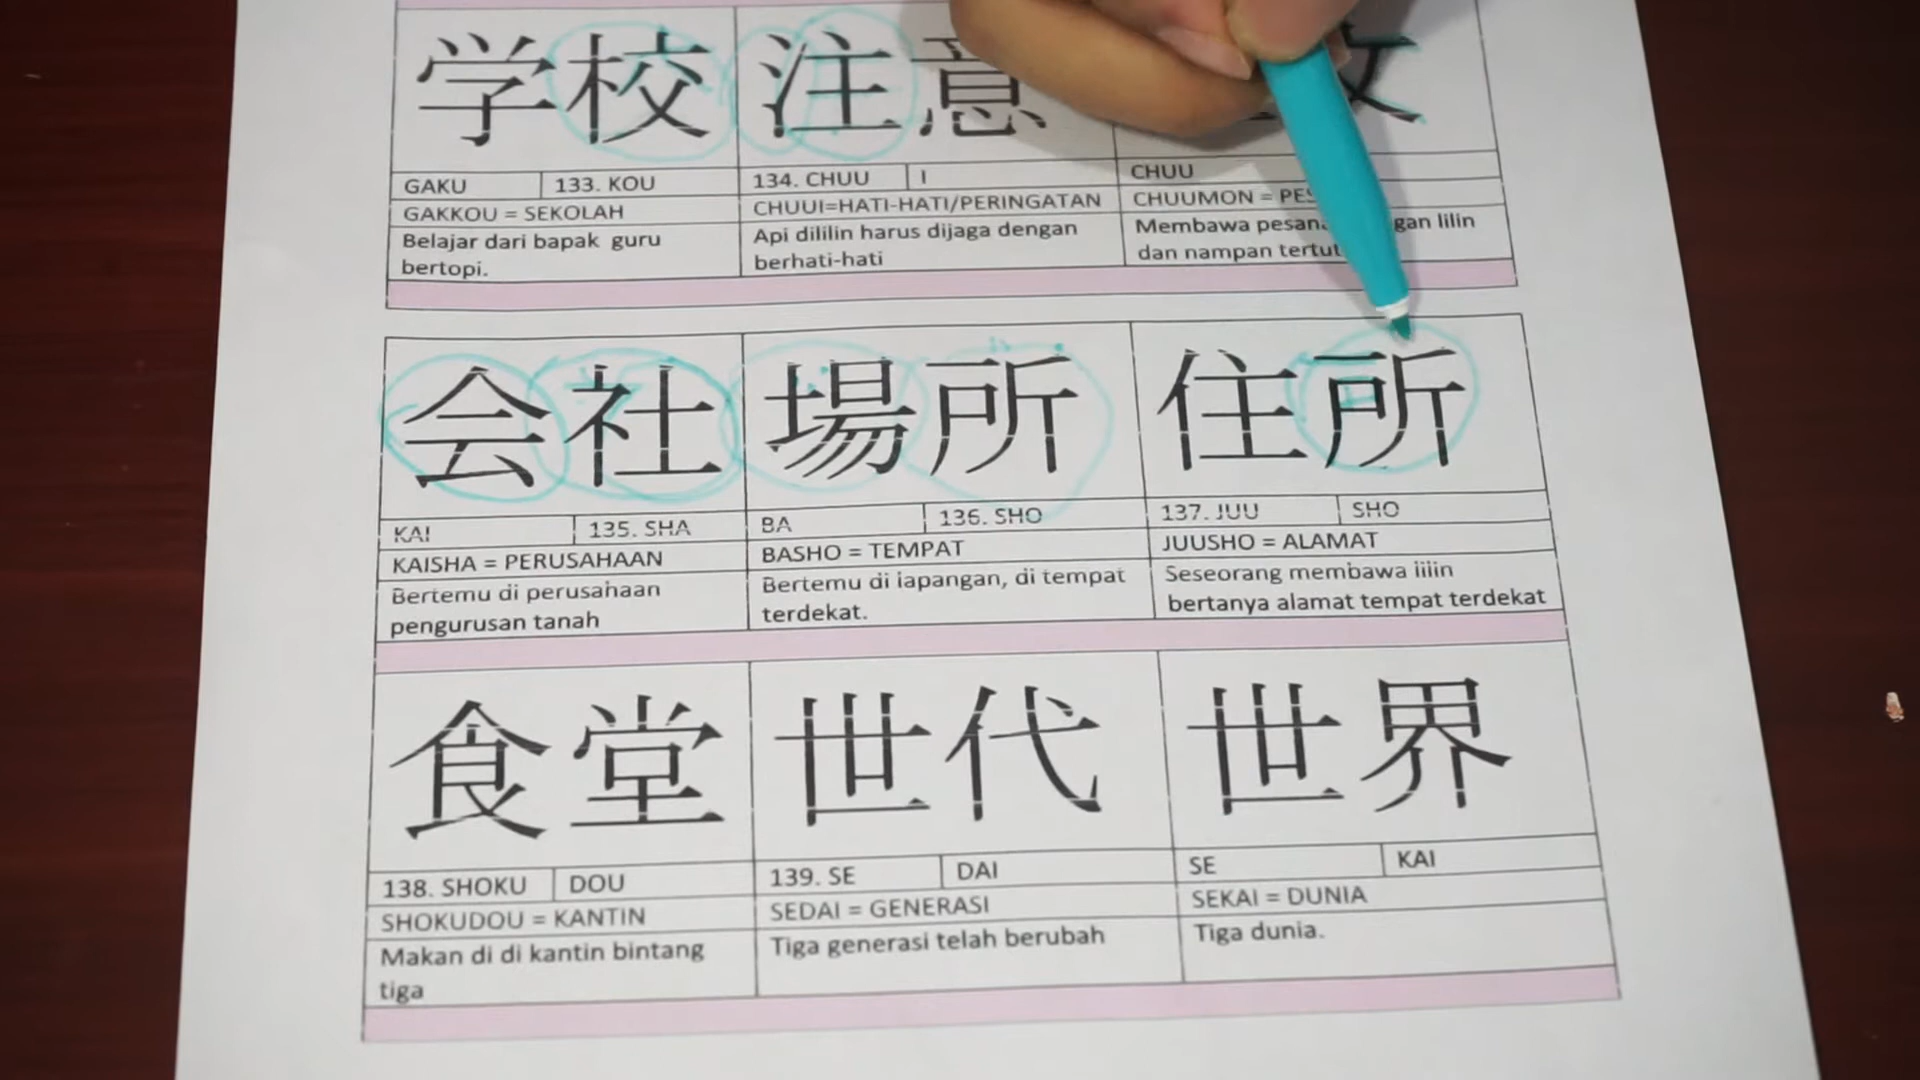 学校 注意
GAKU 133. KOU 134. CHUU I CHUU
GAKKOU = SEKOLAH CHUUI=HATI-HATI/PERINGATAN CHUUMON =
Belajar dari bapak guru Api dililin harus dijaga dengan Membawa lilin
bertopi. berhati-hati dan nampan
会社 場所 住所
KAI 135. SHA BA 136. SHO 137. JUU SHO
KAISHA = PERUSAHAAN BASHO = TEMPAT JUUSHO = ALAMAT
Bertemu di perusahaan Bertemu di lapangan, di tempat Seseorang membawa lilin
pengurusan tanah terdekat. bertanya alamat tempat terdekat
食堂 世代 世界
138. SHOKU DOU 139. SE DAI SE KAI
SHOKUDOU = KANTIN SEDAI = GENERASI SEKAI = DUNIA
Makan di di kantin bintang Tiga generasi telah berubah Tiga dunia.
tiga